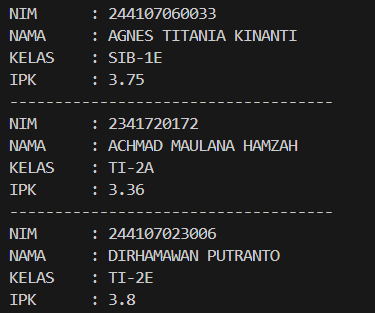 NIM : 244107060033
NAMA : AGNES TITANIA KINANTI
KELAS : SIB-1E
IPK : 3.75
------------------------------------
NIM : 2341720172
NAMA : ACHMAD MAULANA HAMZAH
KELAS : TI-2A
IPK : 3.36
------------------------------------
NIM : 244107023006
NAMA : DIRHAMAWAN PUTRANTO
KELAS : TI-2E
IPK : 3.8